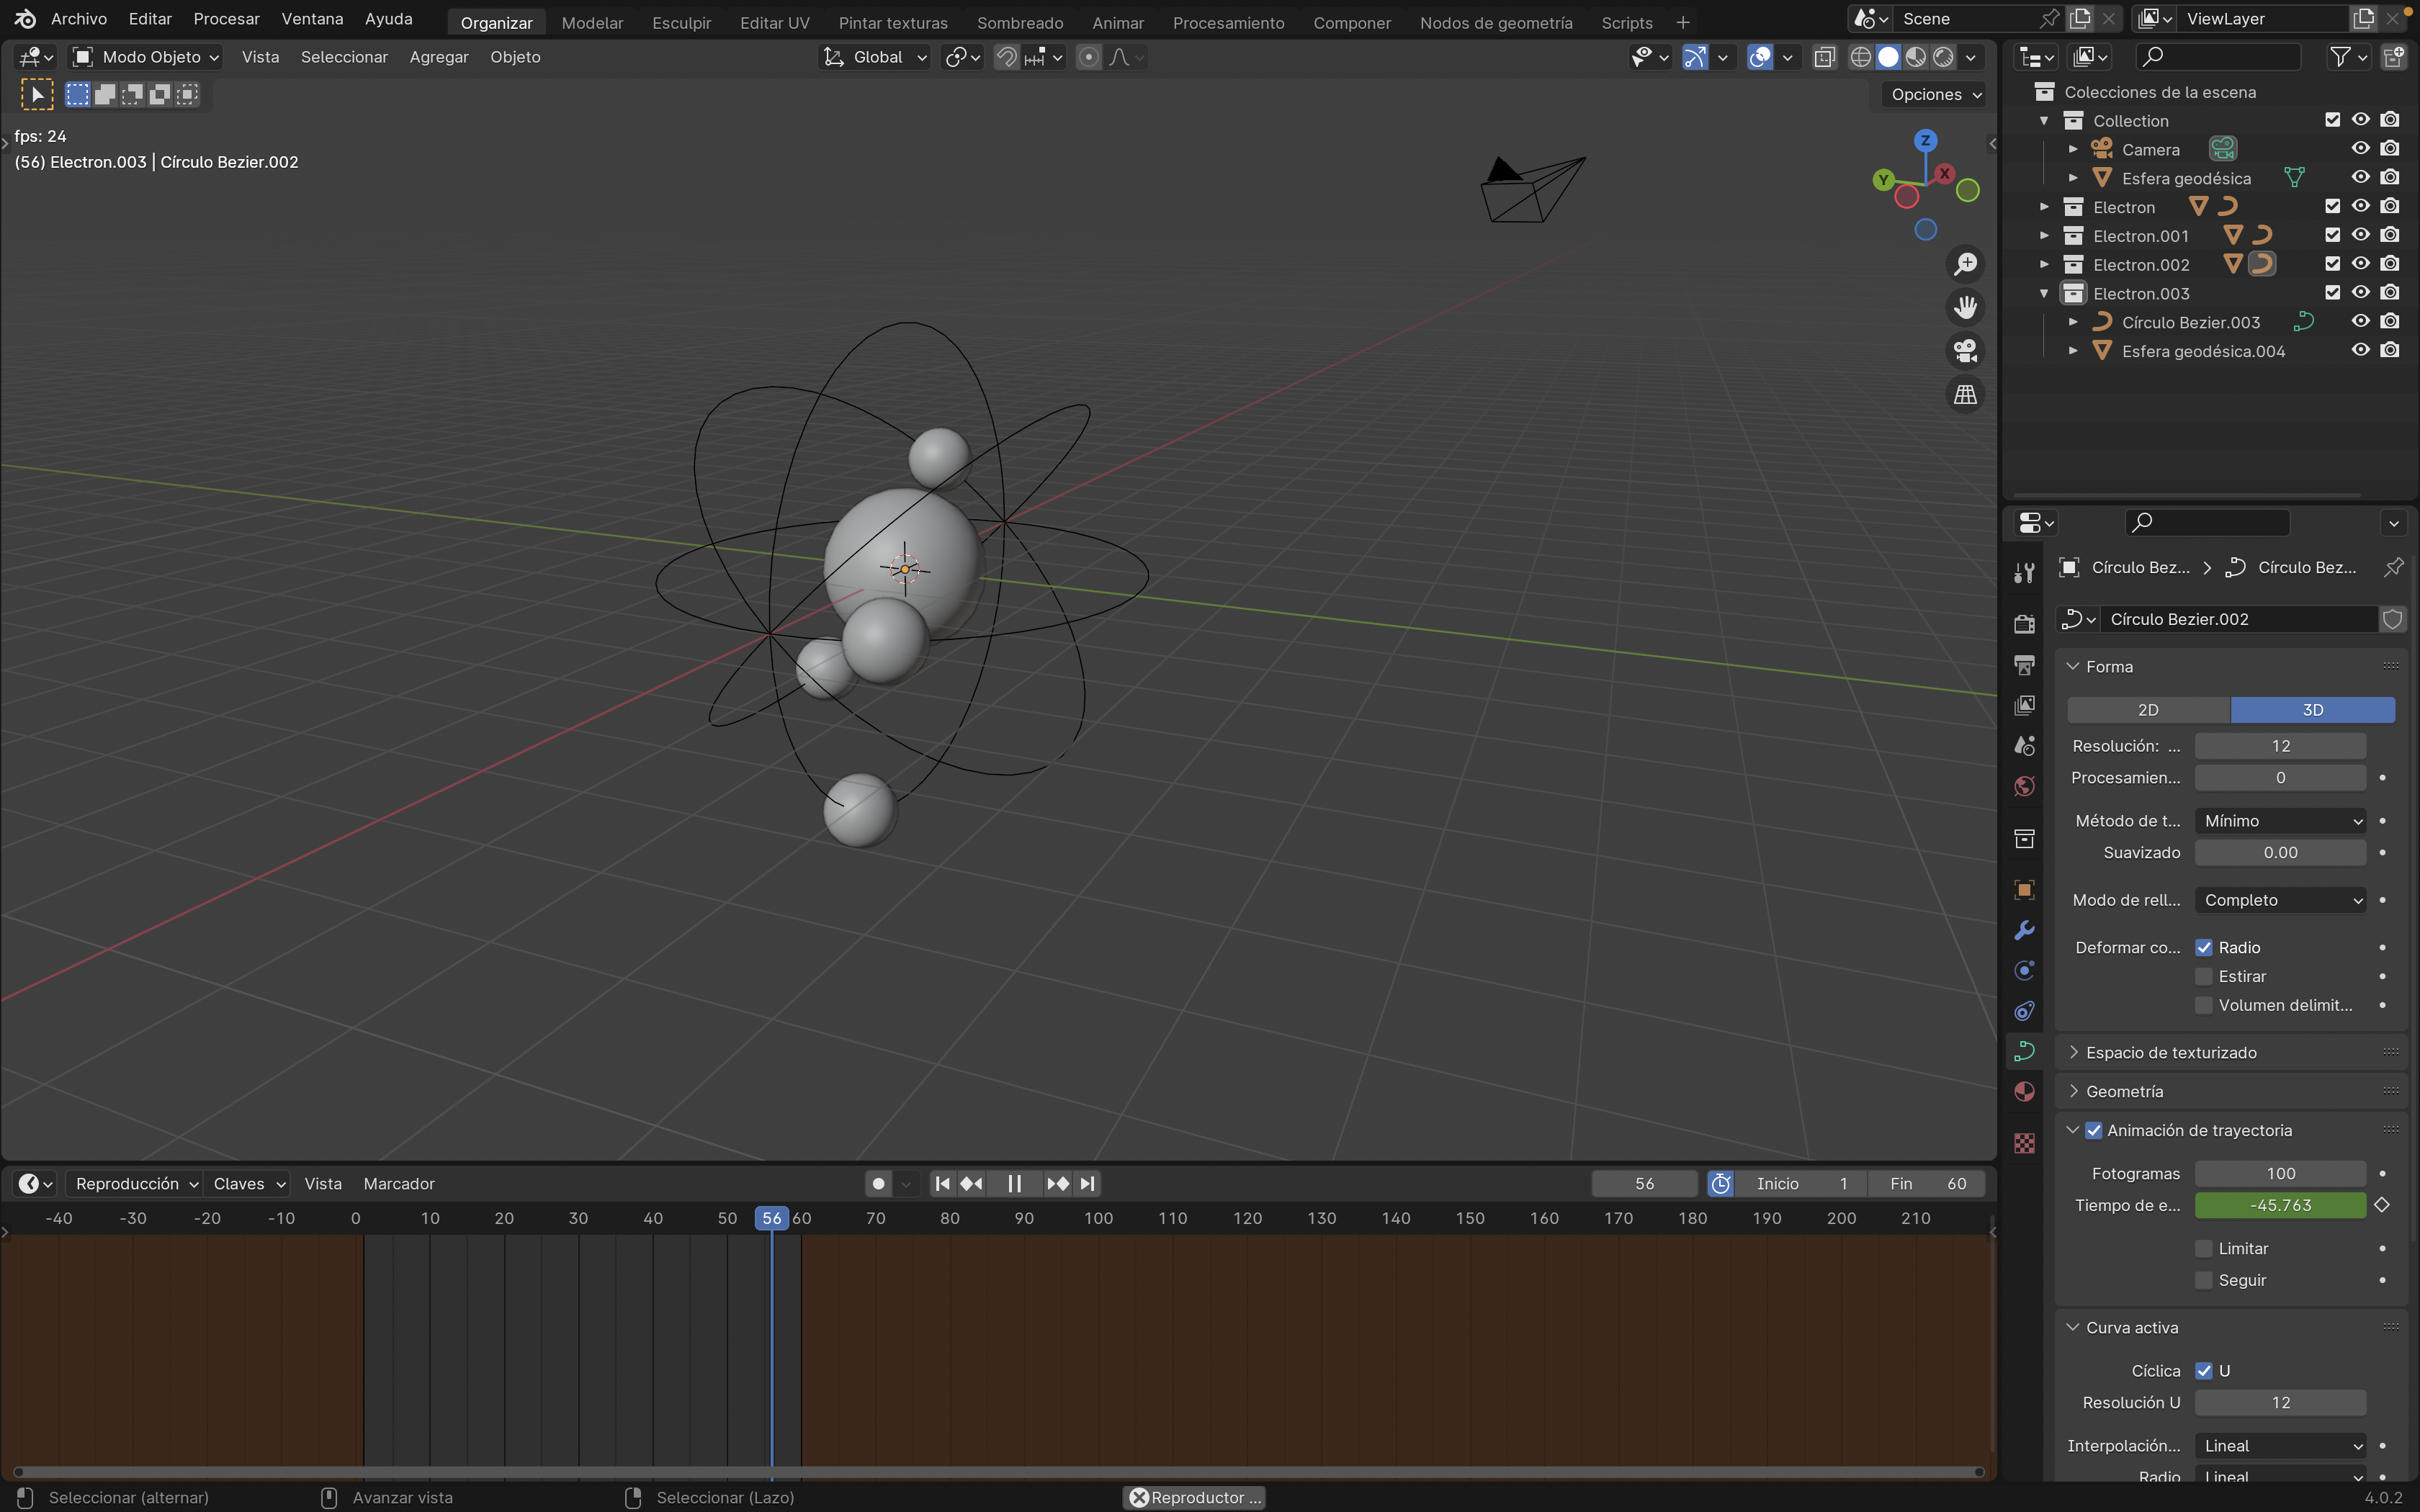 Archivo Editar Procesar Ventana Ayuda
Organizar Modelar Esculpir Editar UV Pintar texturas Sombreado Animar Procesamiento Componer Nodos de geometría Scripts
Scene
ViewLayer
Modo Objeto Vista Seleccionar Agregar Objeto
Global
Opciones
fps: 24
(56) Electron.003 | Círculo Bezier.002
Z
Y
X
Colecciones de la escena
Collection
Camera
Esfera geodésica
Electron
Electron.001
Electron.002
Electron.003
Círculo Bezier.003
Esfera geodésica.004
Círculo Bez... Círculo Bez...
Círculo Bezier.002
Forma
2D 3D
Resolución: ... 12
Procesamien... 0
Método de t... Mínimo
Suavizado 0.00
Modo de rell... Completo
Deformar co... Radio
Estirar
Volumen delimit...
Espacio de texturizado
Geometría
Animación de trayectoria
Fotogramas 100
Tiempo de e... -45.763
Limitar
Seguir
Curva activa
Cíclica U
Resolución U 12
Interpolación... Lineal
Radio Lineal
Reproducción Claves Vista Marcador
56 Inicio 1 Fin 60
-40 -30 -20 -10 0 10 20 30 40 50 56 60 70 80 90 100 110 120 130 140 150 160 170 180 190 200 210
Seleccionar (alternar) Avanzar vista Seleccionar (Lazo) Reproductor ... 4.0.2